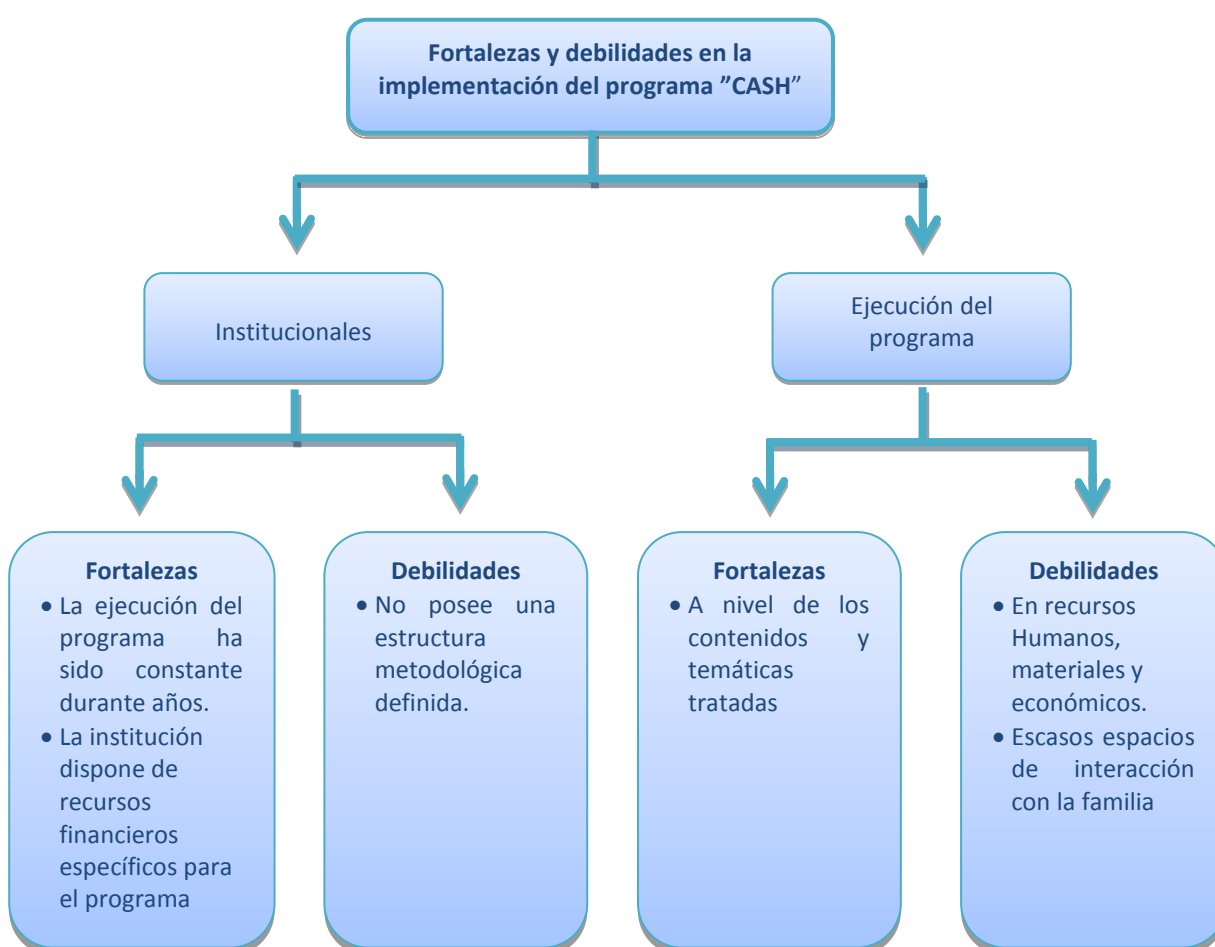 Fortalezas y debilidades en la
implementación del programa ”CASH”
Institucionales
Ejecución del
programa
Fortalezas
• La ejecución del
programa ha
sido constante
durante años.
• La institución
dispone de
recursos
financieros
específicos para
el programa
Debilidades
• No posee una
estructura
metodológica
definida.
Fortalezas
• A nivel de los
contenidos y
temáticas
tratadas
Debilidades
• En recursos
Humanos,
materiales y
económicos.
• Escasos espacios
de interacción
con la familia